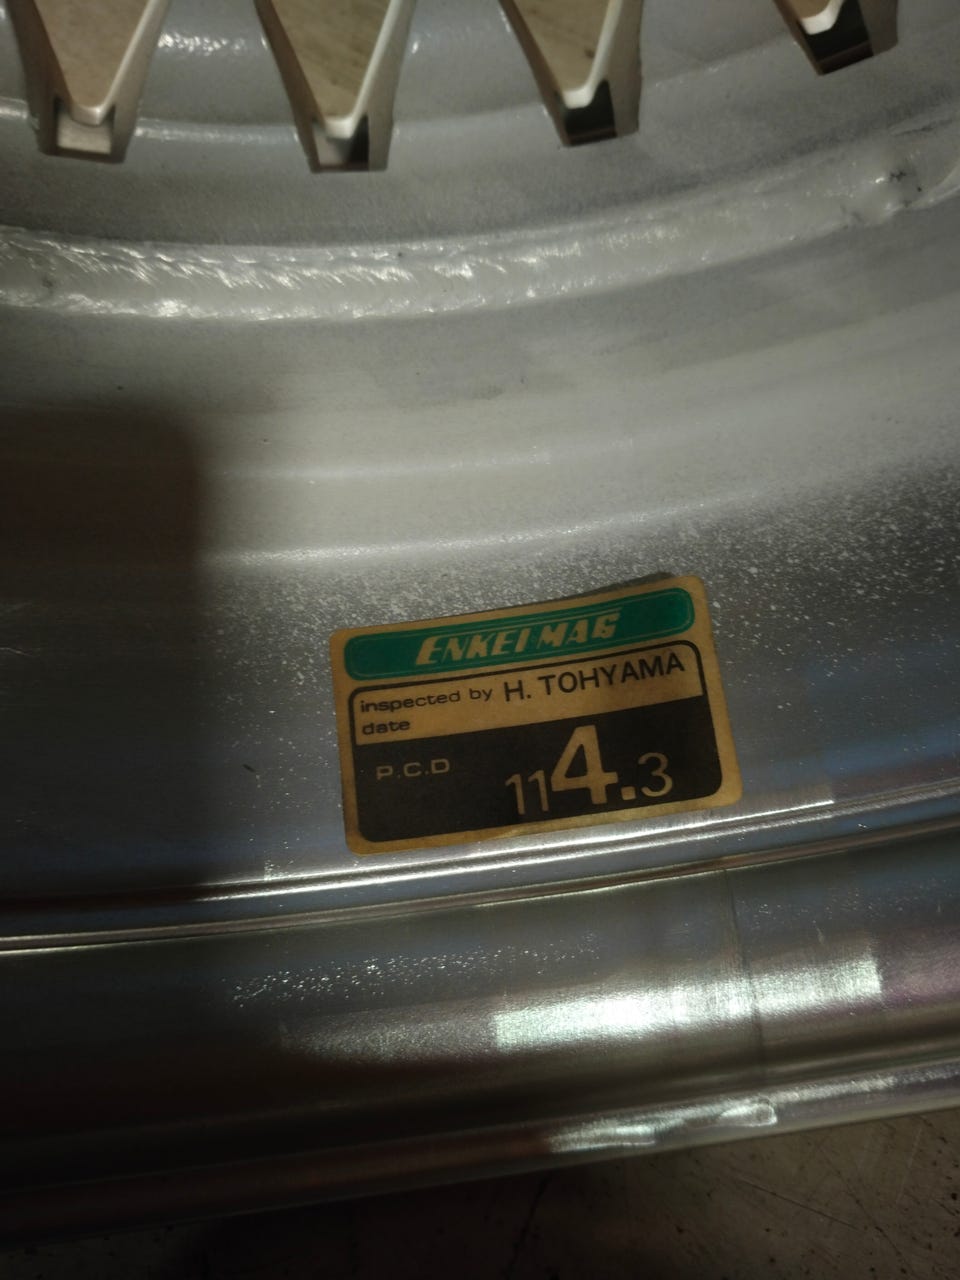 ENKEI MAG
inspected by H. TOHYAMA
date
P.C.D 114.3